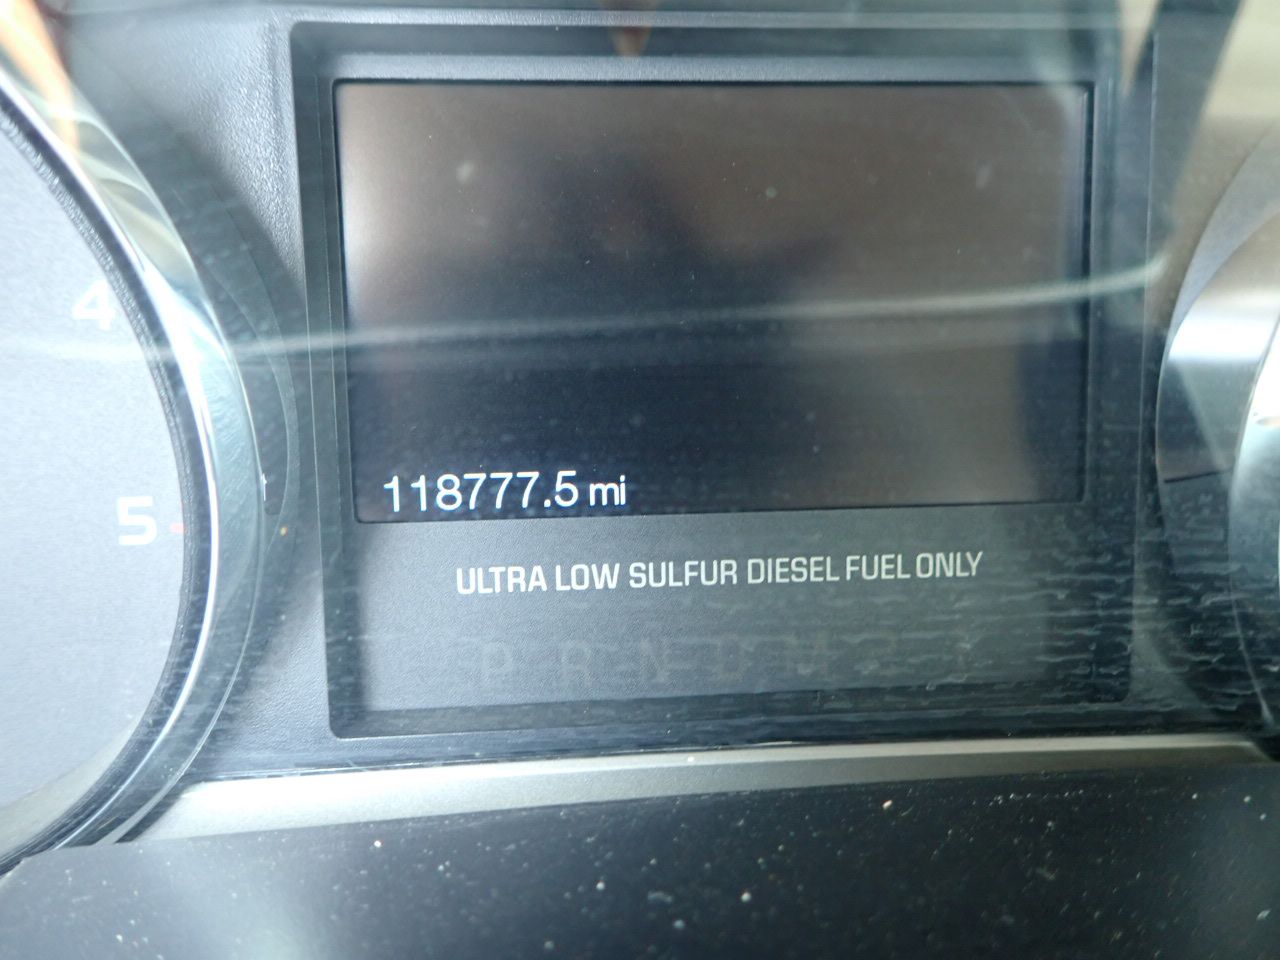 4
118777.5 mi
5
ULTRA LOW SULFUR DIESEL FUEL ONLY
P R N D M